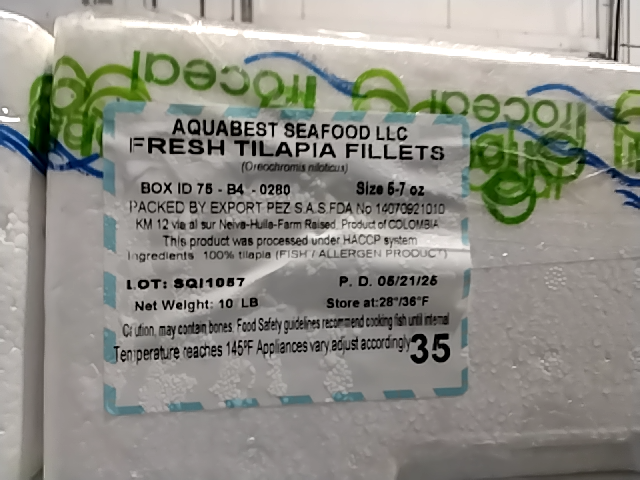 AQUABEST SEAFOOD LLC
FRESH TILAPIA FILLETS
(Oreochromis niloticus)
BOX ID 75 - B4 - 0280 Size 5-7 oz
PACKED BY EXPORT PEZ S.A.S.FDA No 14070921010
KM 12 via al sur Neiva-Huila-Farm Raised. Product of COLOMBIA
This product was processed under HACCP system
Ingredients 100% tilapia (FISH / ALLERGEN PRODUCT)
LOT: SQI1057 P. D. 05/21/25
Net Weight: 10 LB Store at:28°/36°F
may contain bones. Food Safety guidelines recommend cooking fish until internal
Temperature reaches 145ºF Appliances vary,adjust accordingly 35